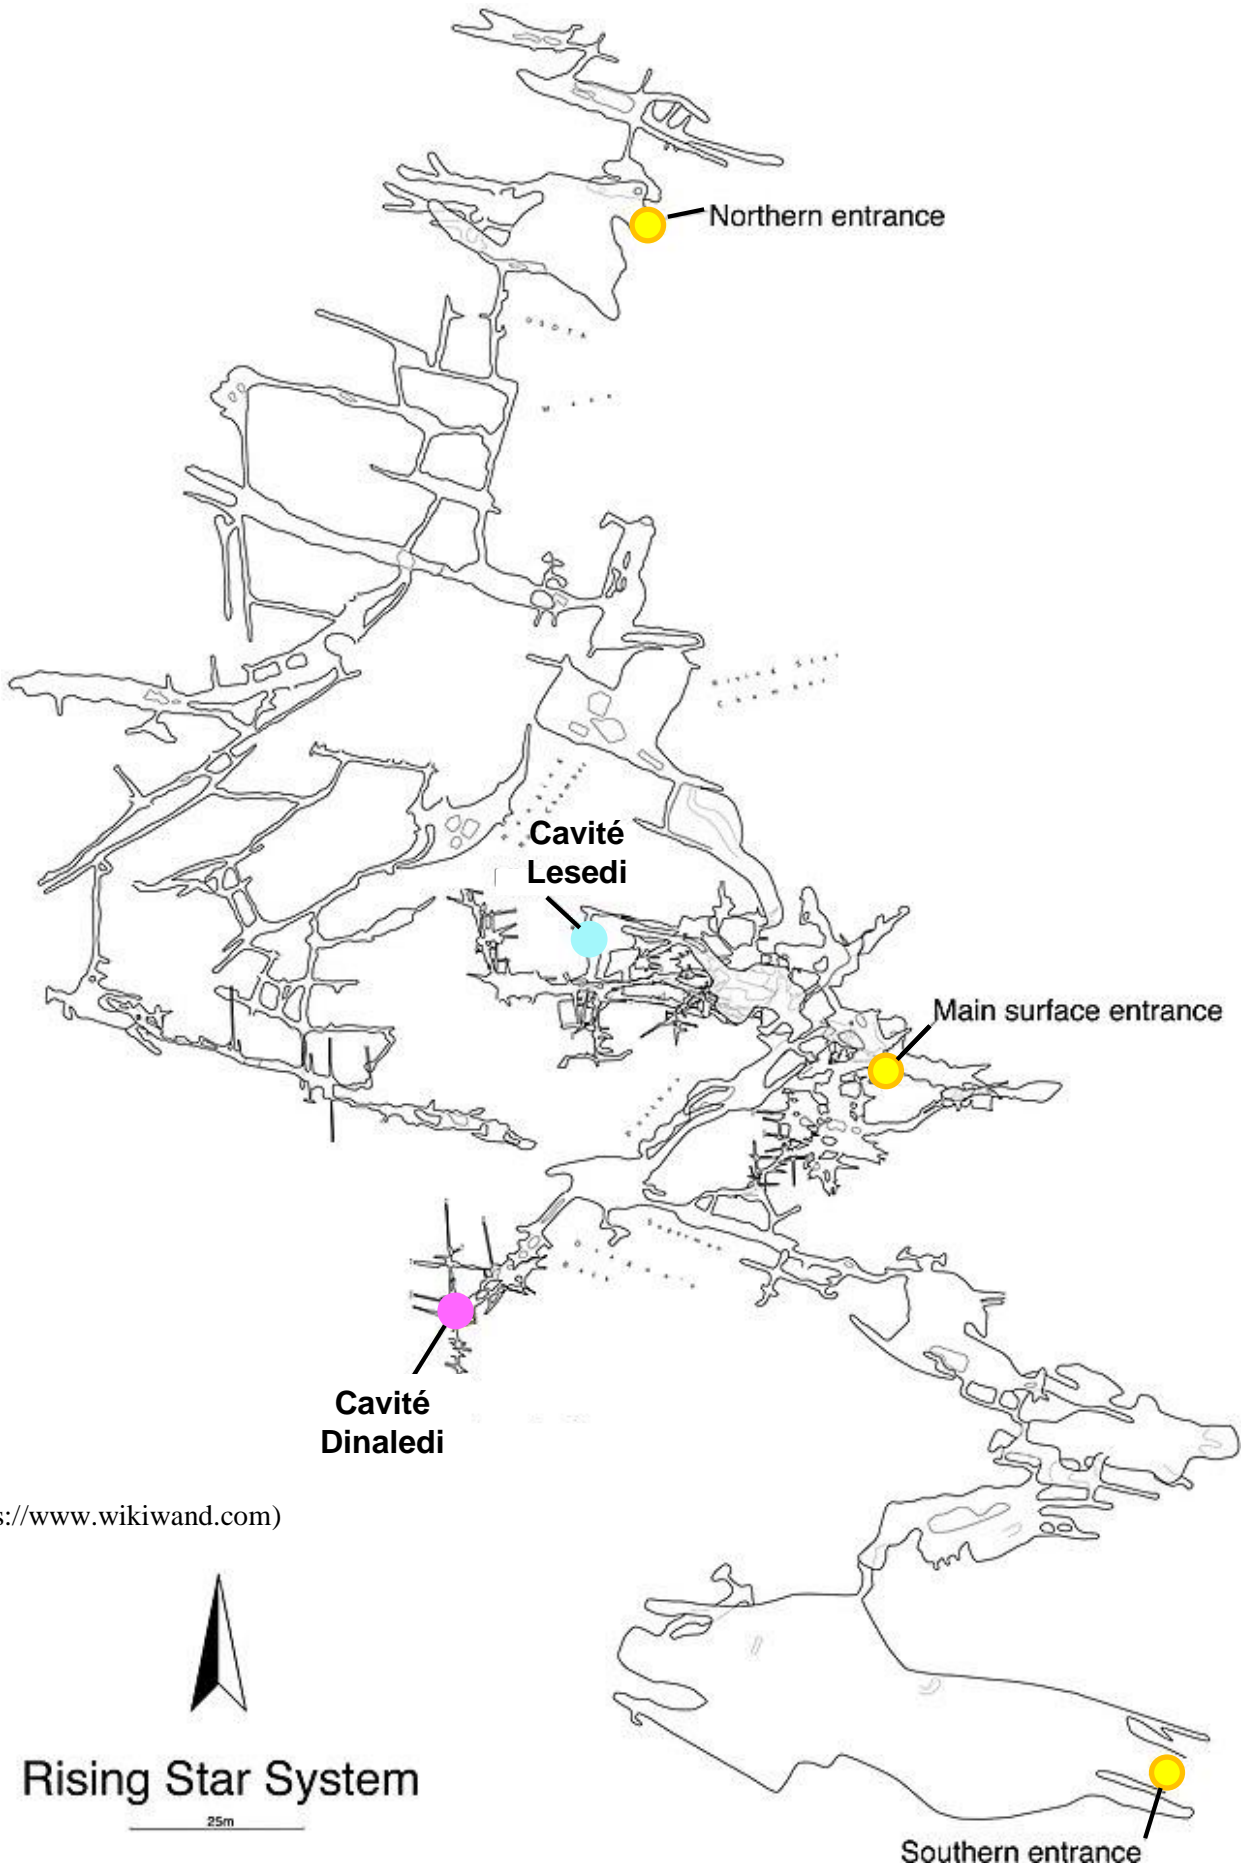 Northern entrance
Cavité
Lesedi
Main surface entrance
Cavité
Dinaledi
s://www.wikiwand.com)
Rising Star System
25m
Southern entrance